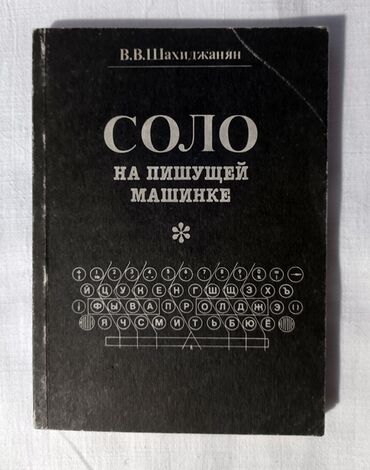 В.В.Шахиджанян
СОЛО
НА ПИШУЩЕЙ
МАШИНКЕ
*
Й Ц У К Е Н Г Ш Щ З Х Ъ
Ф Ы В А П Р О Л Д Ж Э
Я Ч С М И Т Ь Б Ю Ё